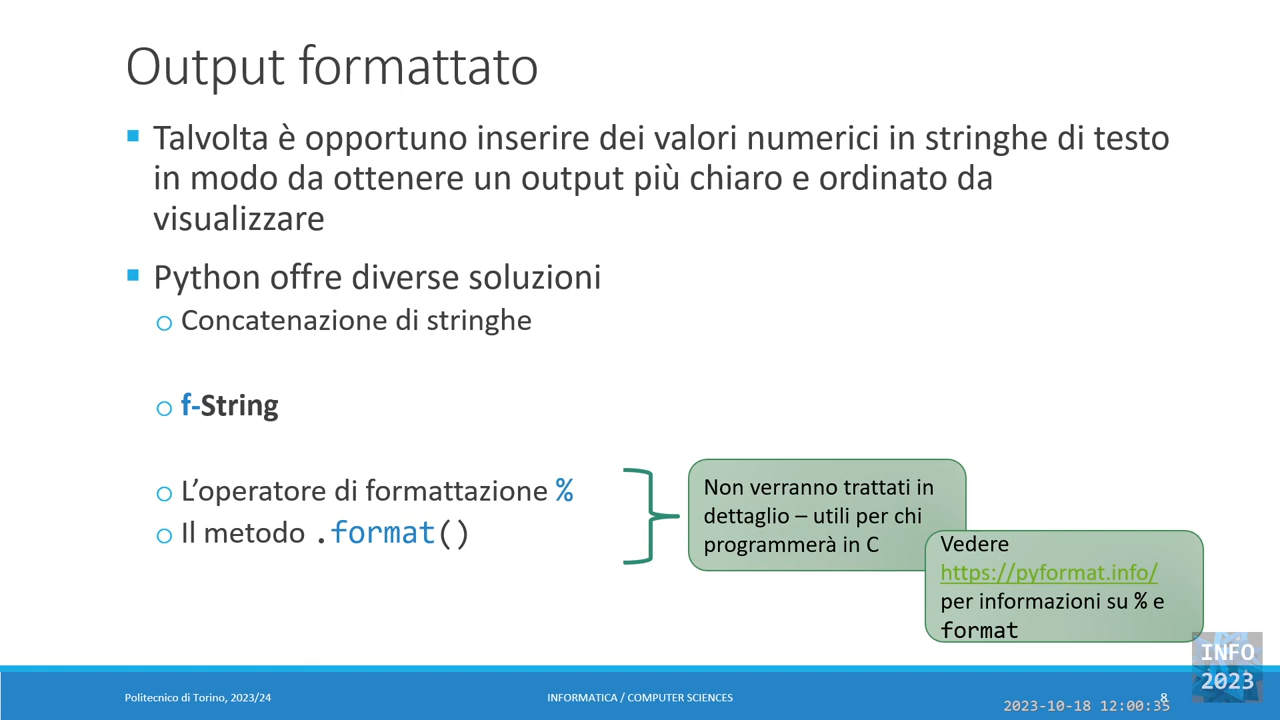 Output formattato
Talvolta è opportuno inserire dei valori numerici in stringhe di testo
in modo da ottenere un output più chiaro e ordinato da
visualizzare
Python offre diverse soluzioni
Concatenazione di stringhe
f-String
L’operatore di formattazione %
Il metodo .format()
Non verranno trattati in
dettaglio – utili per chi
programmerà in C
Vedere
https://pyformat.info/
per informazioni su % e
format
INFO
2023
Politecnico di Torino, 2023/24
INFORMATICA / COMPUTER SCIENCES
8
2023-10-18 12:00:35